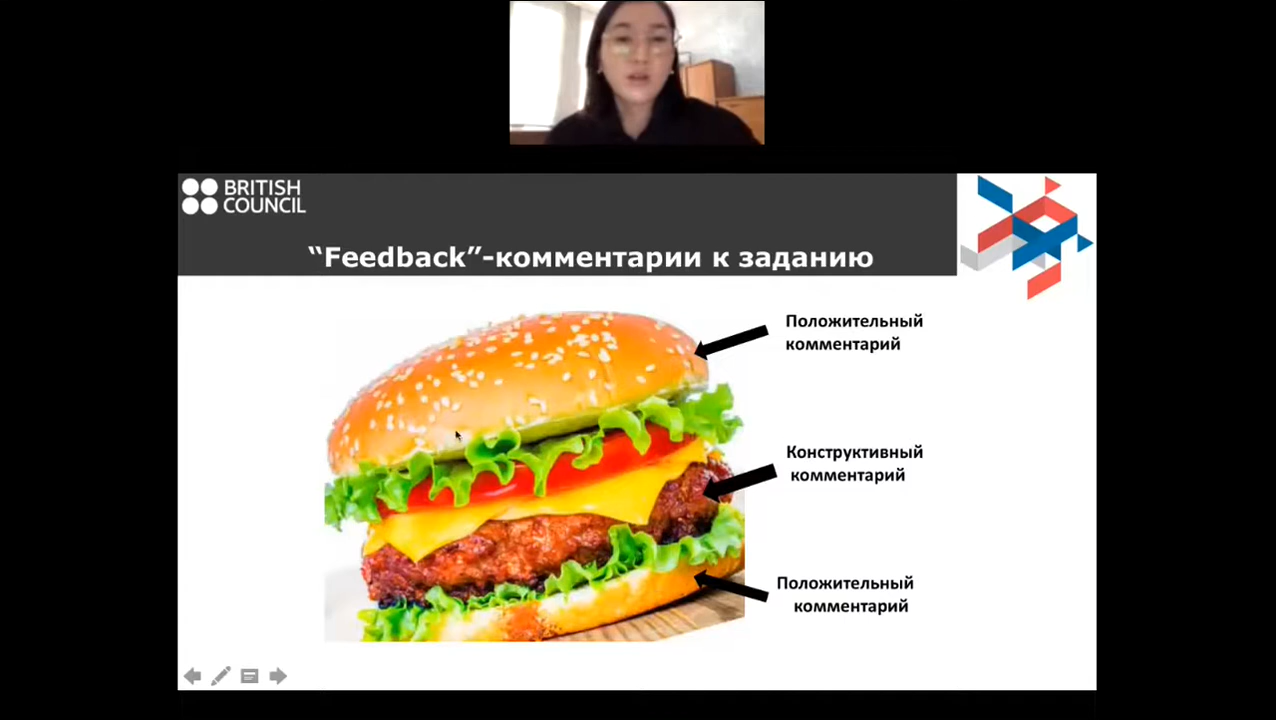 BRITISH
COUNCIL
“Feedback”-комментарии к заданию
Положительный
комментарий
Конструктивный
комментарий
Положительный
комментарий